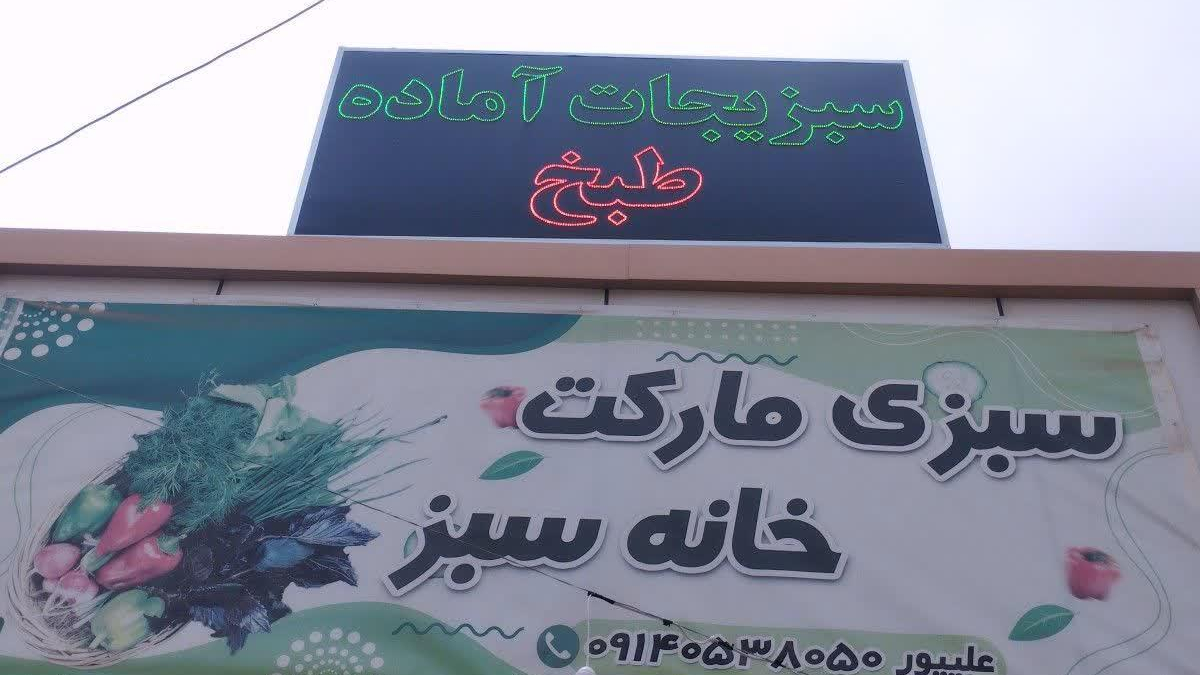 سبزیجات آماده
طبخ
سبزی مارکت
خانه سبز
علیپور ۰۹۱۴۰۵۳۸۰۵۰